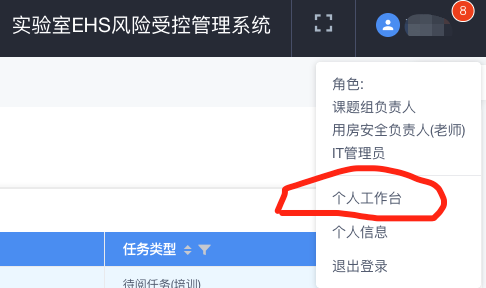 实验室EHS风险受控管理系统
8
角色:
课题组负责人
用房安全负责人(老师)
IT管理员
个人工作台
任务类型
个人信息
待阅任务(培训)
退出登录